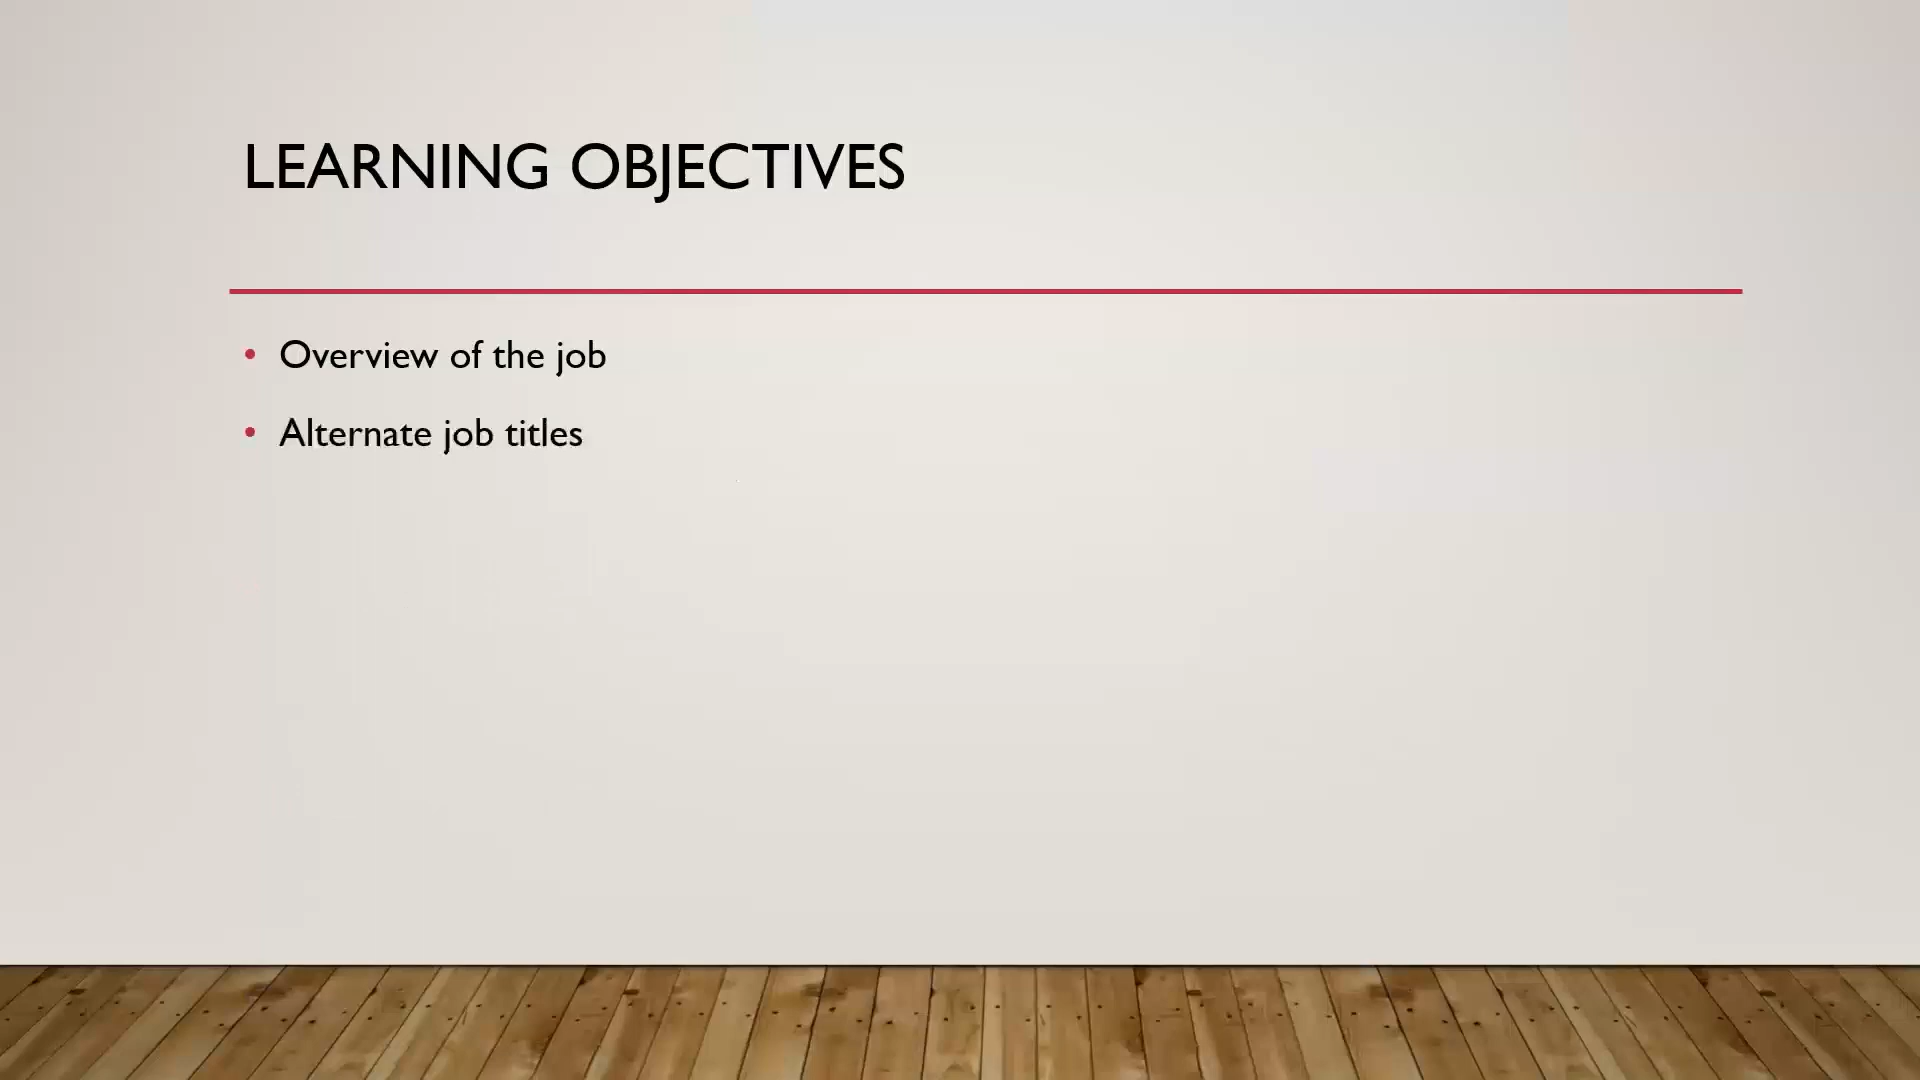 LEARNING OBJECTIVES
• Overview of the job
• Alternate job titles